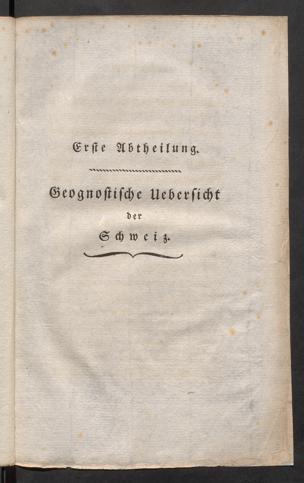 Erste Abtheilung.
Geognostische Uebersicht
der
Schweiz.